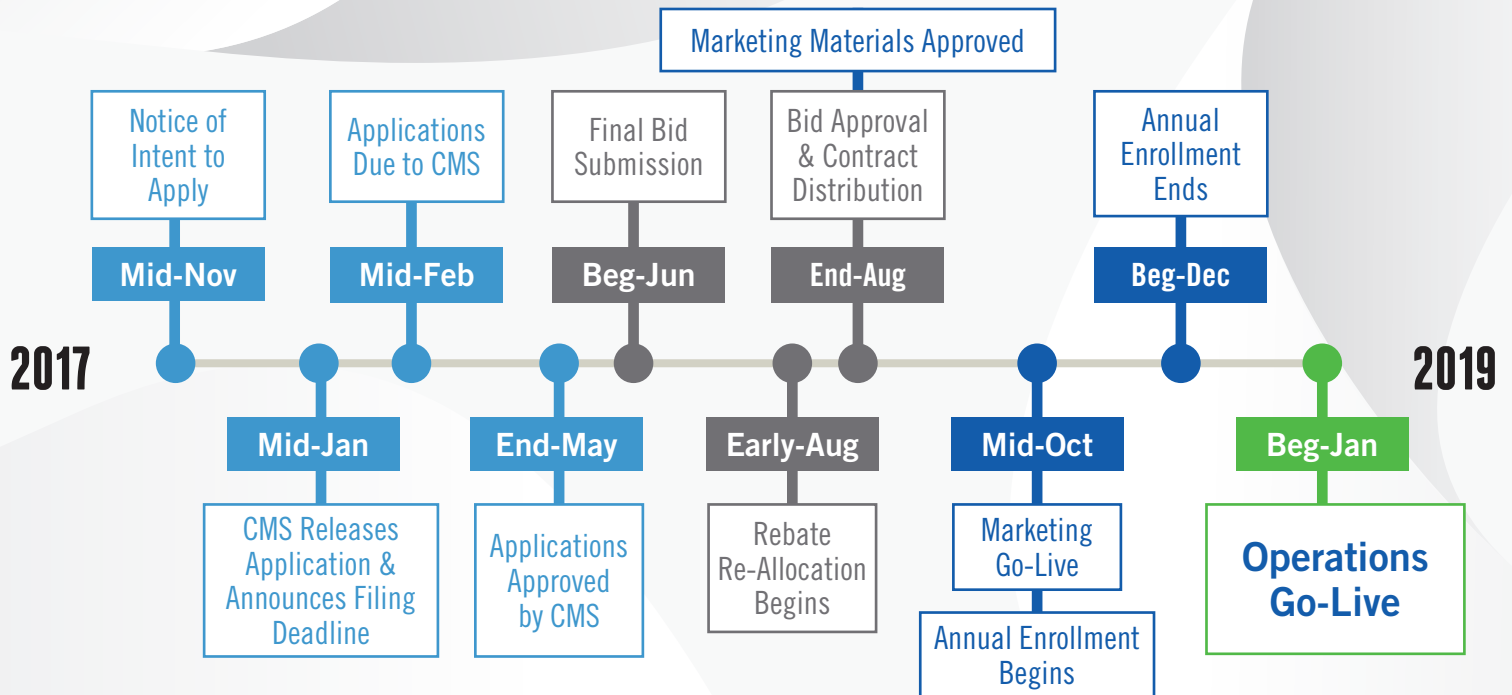 Marketing Materials Approved
Notice of
Intent to
Apply
Applications
Due to CMS
Final Bid
Submission
Bid Approval
& Contract
Distribution
Annual
Enrollment
Ends
Mid-Nov
Mid-Feb
Beg-Jun
End-Aug
Beg-Dec
2017
2019
Mid-Jan
End-May
Early-Aug
Mid-Oct
Beg-Jan
CMS Releases
Application &
Announces Filing
Deadline
Applications
Approved
by CMS
Rebate
Re-Allocation
Begins
Marketing
Go-Live
Annual Enrollment
Begins
Operations
Go-Live